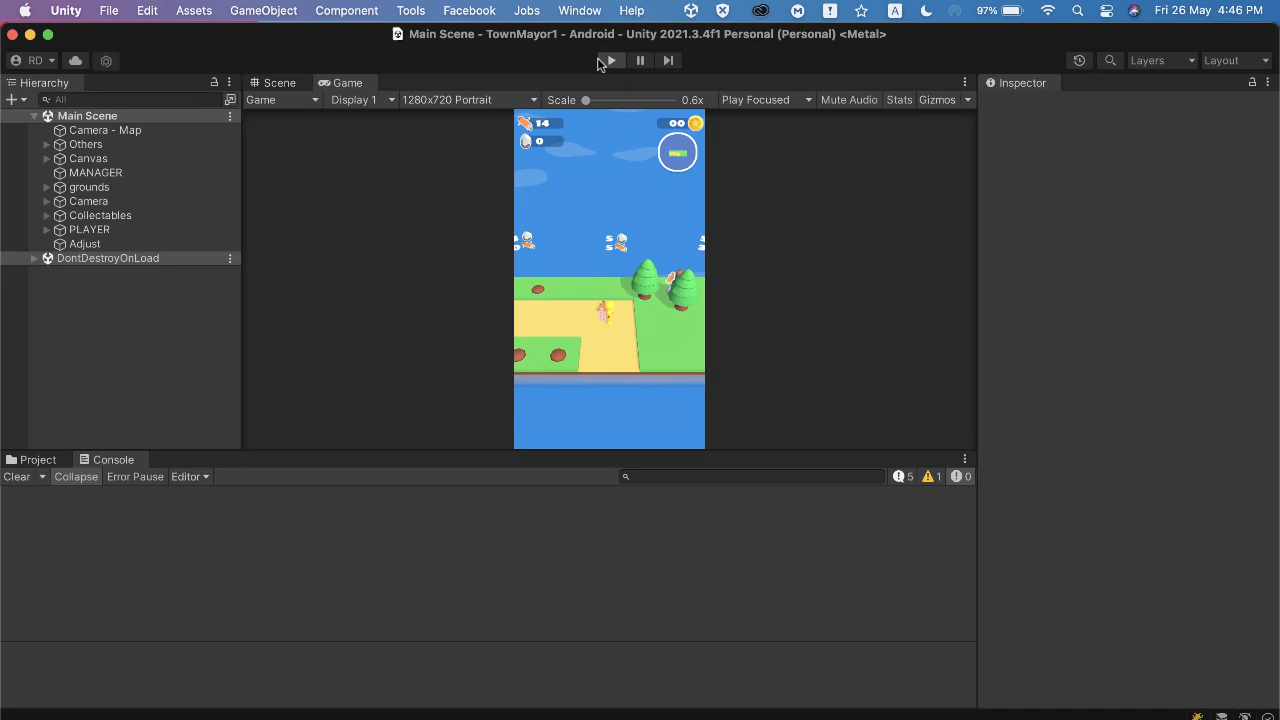 Unity File Edit Assets GameObject Component Tools Facebook Jobs Window Help 97% Fri 26 May 4:46 PM
Main Scene - TownMayor1 - Android - Unity 2021.3.4f1 Personal (Personal) <Metal>
RD Layers Layout
Hierarchy Scene Game Inspector
All Game Display 1 1280x720 Portrait Scale 0.6x Play Focused Mute Audio Stats Gizmos
Main Scene
14 00
Camera - Map
Others
0
Canvas
MANAGER
grounds
Camera
Collectables
PLAYER
Adjust
DontDestroyOnLoad
Project Console
Clear Collapse Error Pause Editor 5 1 0